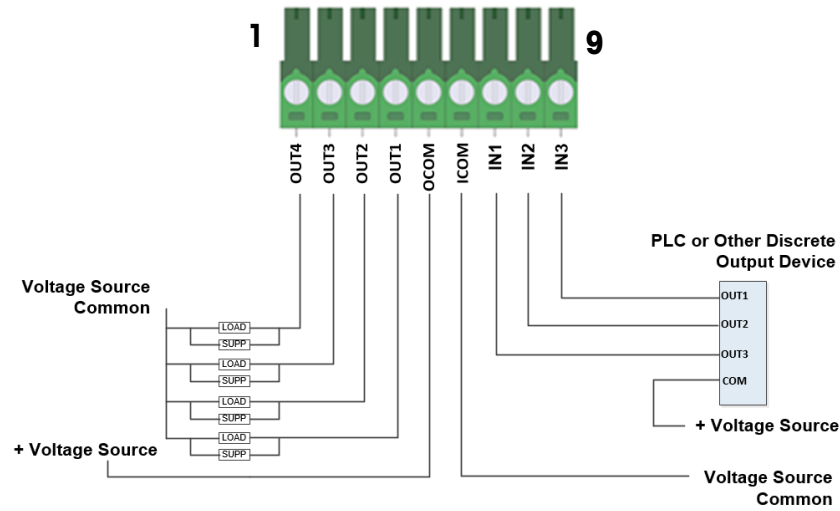 1
9
OUT4
OUT3
OUT2
OUT1
OCOM
ICOM
IN1
IN2
IN3
PLC or Other Discrete
Output Device
OUT1
OUT2
OUT3
COM
+ Voltage Source
Voltage Source
Common
Voltage Source
Common
LOAD
SUPP
LOAD
SUPP
LOAD
SUPP
LOAD
SUPP
+ Voltage Source